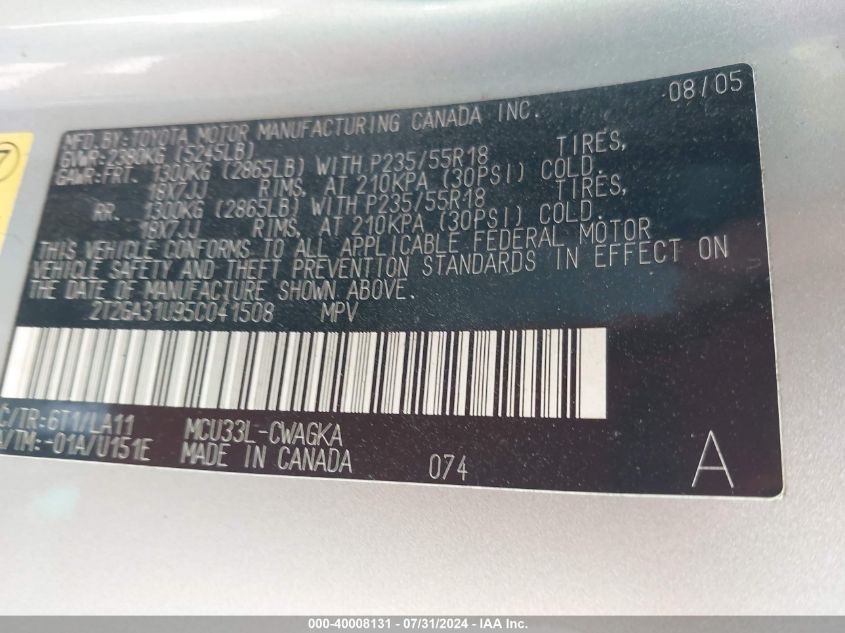 08/05
MFD.BY:TOYOTA MOTOR MANUFACTURING CANADA INC.
GVWR:2380KG (5245LB)
GAWR:FRT. 1300KG (2865LB) WITH P235/55R18 TIRES,
18X7JJ RIMS, AT 210KPA (30PSI) COLD.
RR. 1300KG (2865LB) WITH P235/55R18 TIRES,
18X7JJ RIMS, AT 210KPA (30PSI) COLD.
THIS VEHICLE CONFORMS TO ALL APPLICABLE FEDERAL MOTOR
VEHICLE SAFETY AND THEFT PREVENTION STANDARDS IN EFFECT ON
THE DATE OF MANUFACTURE SHOWN ABOVE.
2T2GA31U95C041508 MPV
C/TR:6T1/LA11 MCU33L-CWAGKA
A/TM:-01A/U151E MADE IN CANADA 074
A
000-40008131 - 07/31/2024 - IAA Inc.